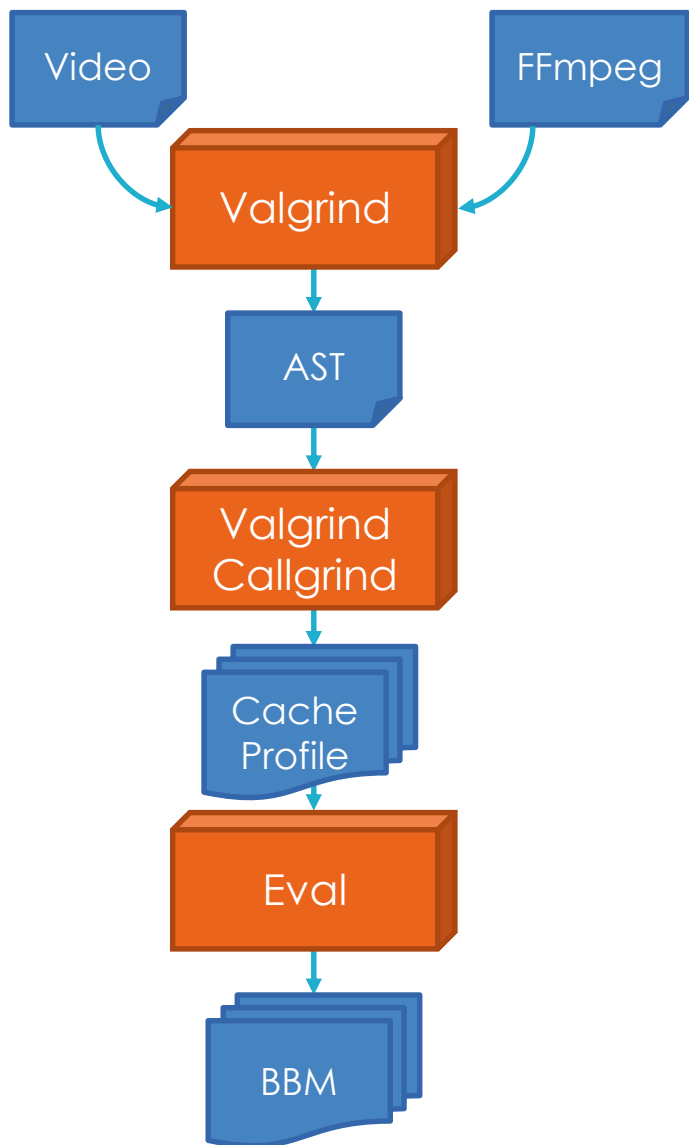 Video
FFmpeg
Valgrind
AST
Valgrind
Callgrind
Cache
Profile
Eval
BBM